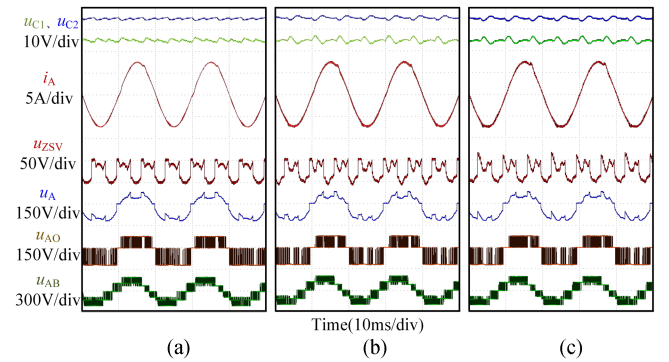 uC1、uC2
10V/div
iA
5A/div
uZSV
50V/div
uA
150V/div
uAO
150V/div
uAB
300V/div
Time(10ms/div)
(a) (b) (c)